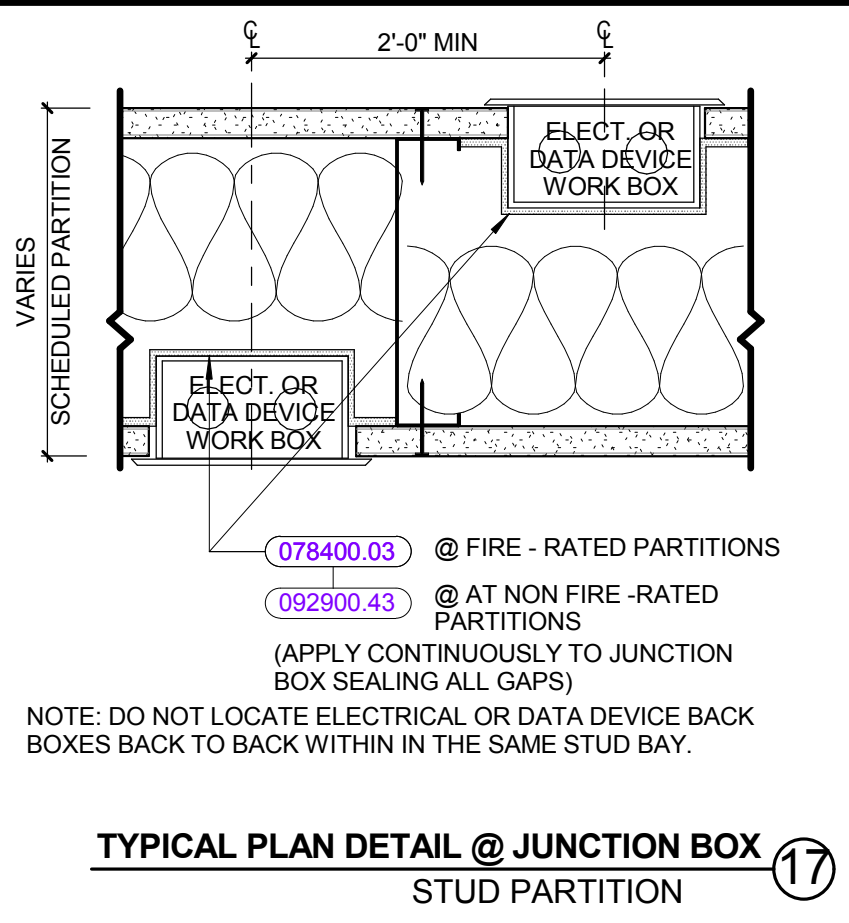 ℄ 2'-0" MIN ℄
ELECT. OR
DATA DEVICE
WORK BOX
VARIES
SCHEDULED PARTITION
ELECT. OR
DATA DEVICE
WORK BOX
078400.03 @ FIRE - RATED PARTITIONS
092900.43 @ AT NON FIRE -RATED
PARTITIONS
(APPLY CONTINUOUSLY TO JUNCTION
BOX SEALING ALL GAPS)
NOTE: DO NOT LOCATE ELECTRICAL OR DATA DEVICE BACK
BOXES BACK TO BACK WITHIN IN THE SAME STUD BAY.
TYPICAL PLAN DETAIL @ JUNCTION BOX 17
STUD PARTITION